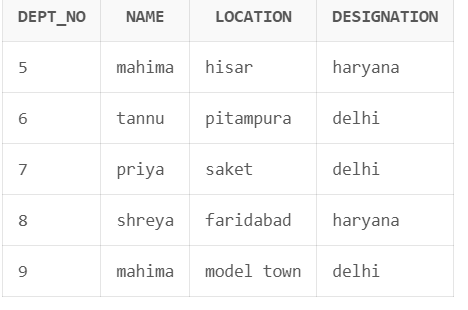 DEPT_NO NAME LOCATION DESIGNATION
5 mahima hisar haryana
6 tannu pitampura delhi
7 priya saket delhi
8 shreya faridabad haryana
9 mahima model town delhi